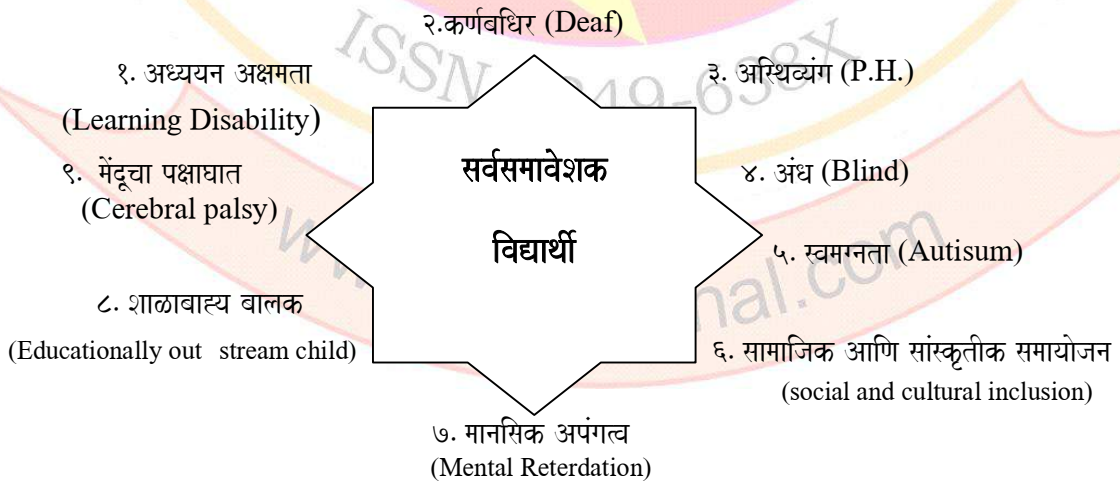 २.कर्णबधिर (Deaf)
१. अध्ययन अक्षमता
(Learning Disability)
३. अस्थिव्यंग (P.H.)
९. मेंदूचा पक्षाघात
(Cerebral palsy)
सर्वसमावेशक
विद्यार्थी
४. अंध (Blind)
५. स्वमग्नता (Autisum)
८. शाळाबाह्य बालक
(Educationally out stream child)
६. सामाजिक आणि सांस्कृतीक समायोजन
(social and cultural inclusion)
७. मानसिक अपंगत्व
(Mental Reterdation)